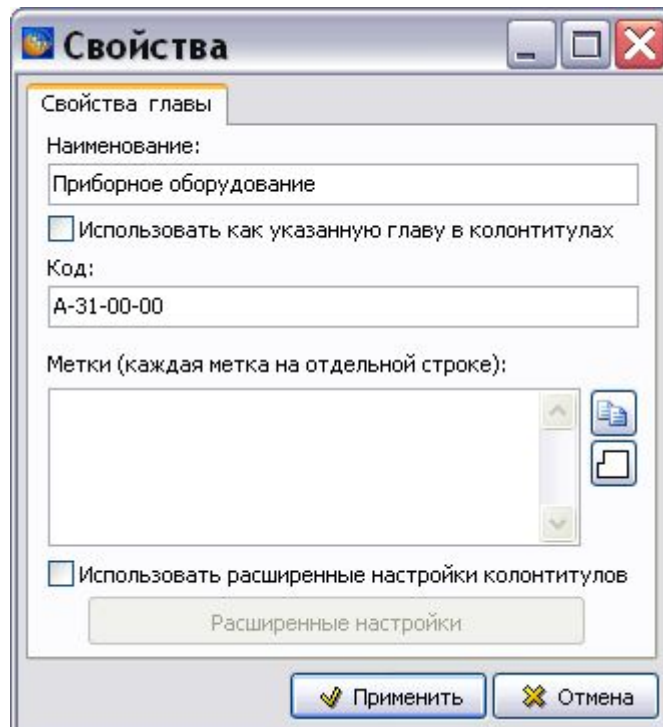 Свойства
Свойства главы
Наименование:
Приборное оборудование
Использовать как указанную главу в колонтитулах
Код:
А-31-00-00
Метки (каждая метка на отдельной строке):
Использовать расширенные настройки колонтитулов
Расширенные настройки
Применить
Отмена